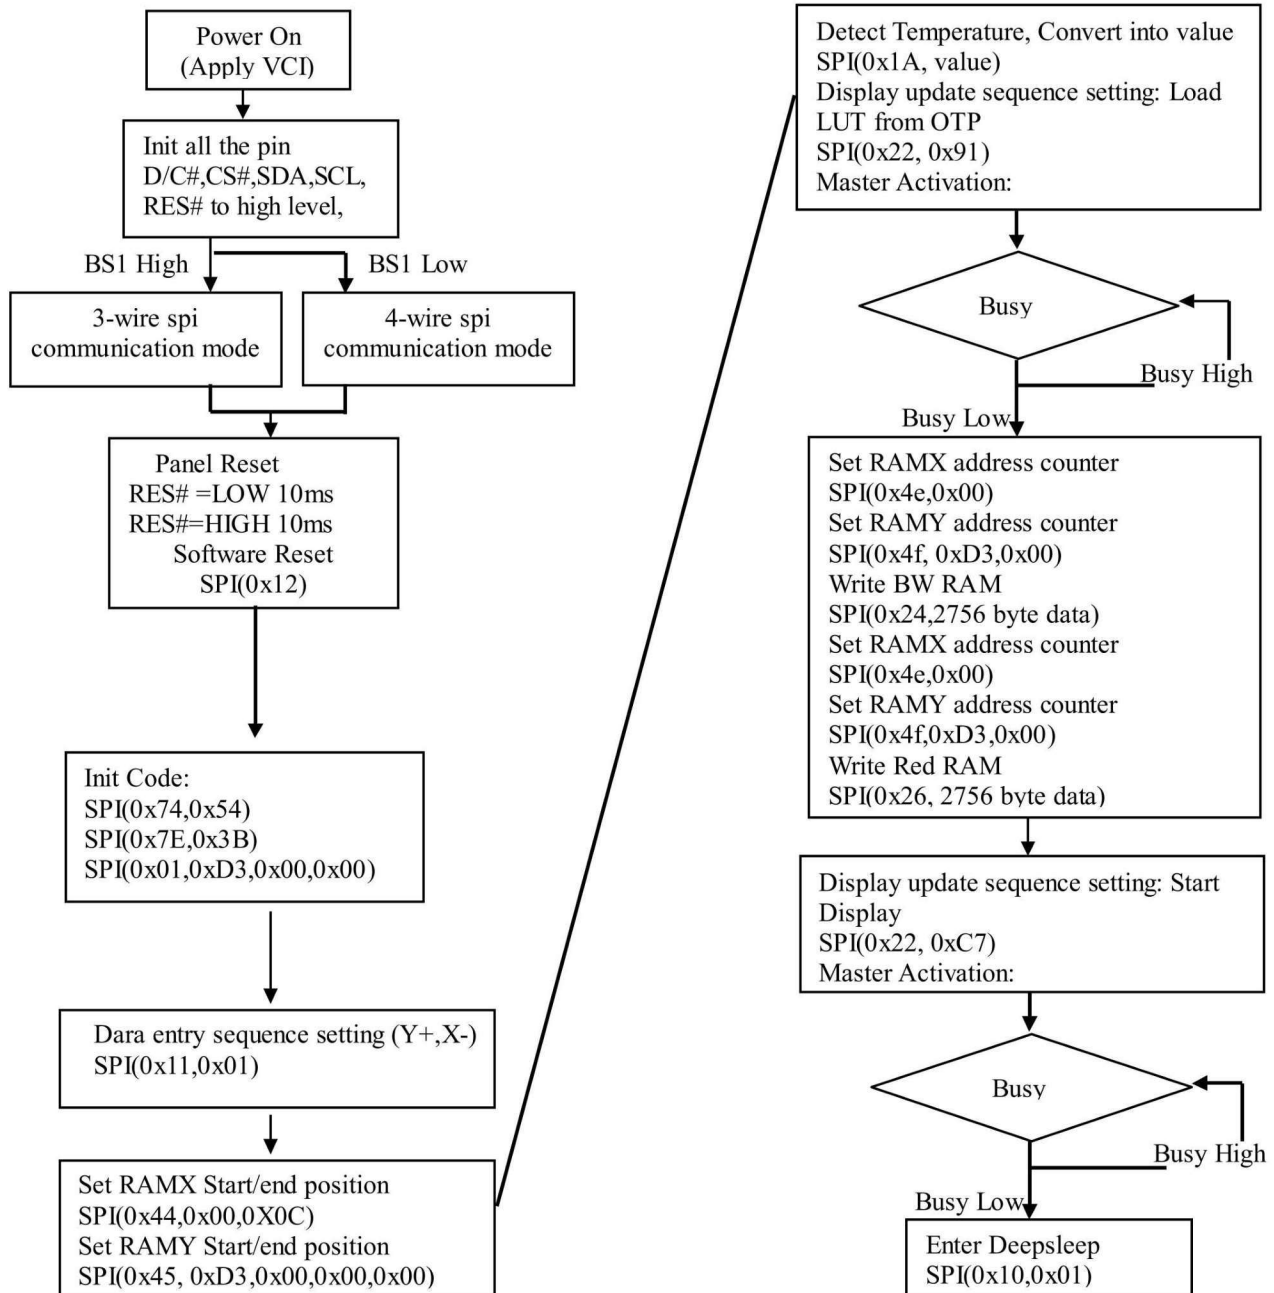 Power On
(Apply VCI)
Init all the pin
D/C#,CS#,SDA,SCL,
RES# to high level,
BS1 High
BS1 Low
3-wire spi
communication mode
4-wire spi
communication mode
Panel Reset
RES# =LOW 10ms
RES#=HIGH 10ms
Software Reset
SPI(0x12)
Init Code:
SPI(0x74,0x54)
SPI(0x7E,0x3B)
SPI(0x01,0xD3,0x00,0x00)
Dara entry sequence setting (Y+,X-)
SPI(0x11,0x01)
Set RAMX Start/end position
SPI(0x44,0x00,0X0C)
Set RAMY Start/end position
SPI(0x45, 0xD3,0x00,0x00,0x00)
Detect Temperature, Convert into value
SPI(0x1A, value)
Display update sequence setting: Load
LUT from OTP
SPI(0x22, 0x91)
Master Activation:
Busy
Busy High
Busy Low
Set RAMX address counter
SPI(0x4e,0x00)
Set RAMY address counter
SPI(0x4f, 0xD3,0x00)
Write BW RAM
SPI(0x24,2756 byte data)
Set RAMX address counter
SPI(0x4e,0x00)
Set RAMY address counter
SPI(0x4f,0xD3,0x00)
Write Red RAM
SPI(0x26, 2756 byte data)
Display update sequence setting: Start
Display
SPI(0x22, 0xC7)
Master Activation:
Busy
Busy High
Busy Low
Enter Deepsleep
SPI(0x10,0x01)